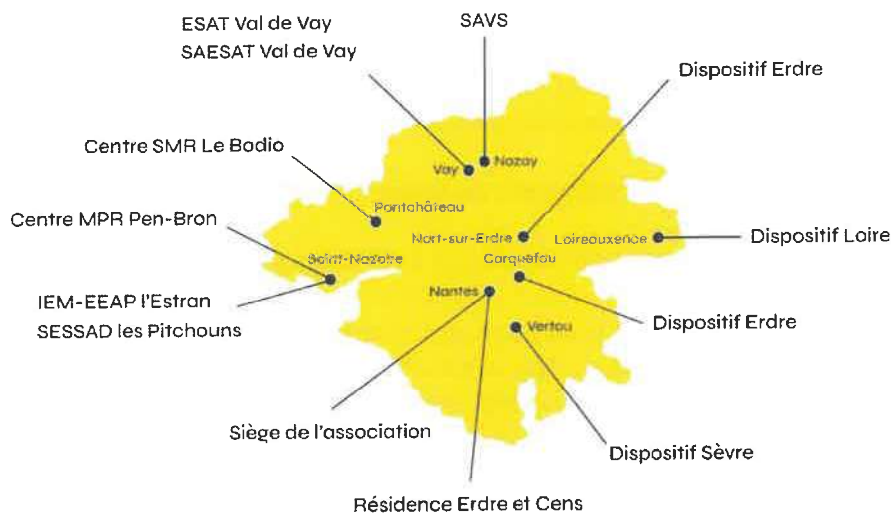 ESAT Val de Vay
SAESAT Val de Vay
SAVS
Dispositif Erdre
Centre SMR Le Bodio
Vay
Nozay
Pontchâteau
Centre MPR Pen-Bron
Nort-sur-Erdre
Loireauxence
Dispositif Loire
Saint-Nazaire
Carquefou
IEM-EEAP l'Estran
SESSAD les Pitchouns
Nantes
Dispositif Erdre
Vertou
Siège de l'association
Dispositif Sèvre
Résidence Erdre et Cens